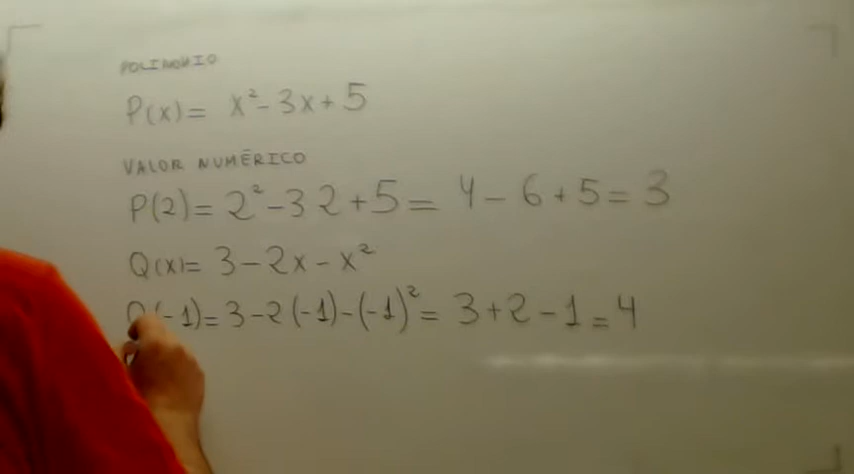 POLINOMIO
P(x) = x² - 3x + 5
VALOR NUMÉRICO
P(2) = 2² - 3 2 + 5 = 4 - 6 + 5 = 3
Q(x) = 3 - 2x - x²
Q(-1) = 3 - 2(-1) - (-1)² = 3 + 2 - 1 = 4